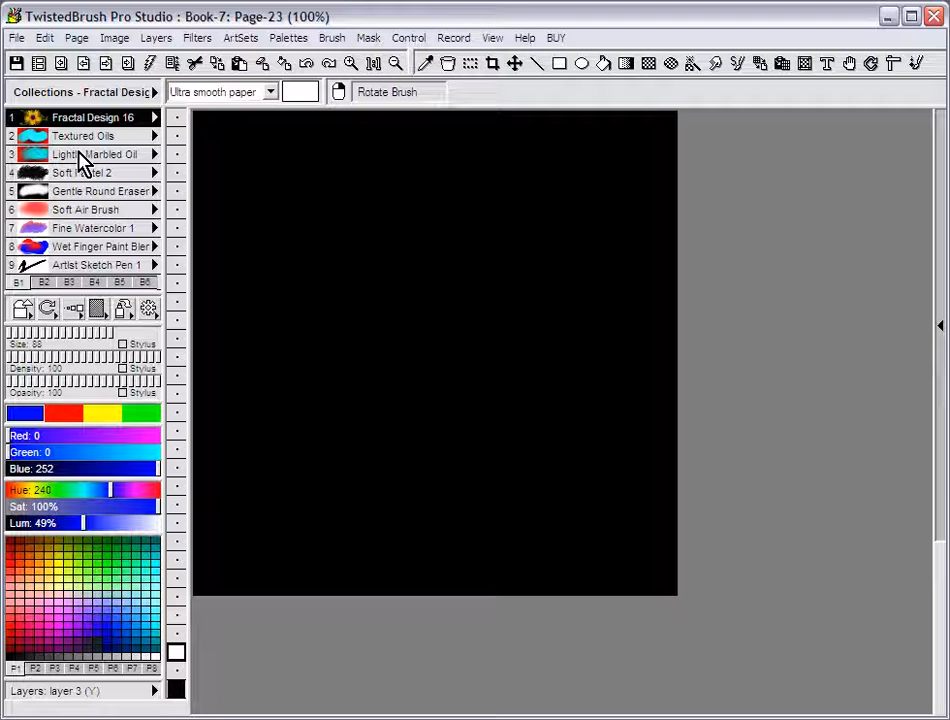 TwistedBrush Pro Studio : Book-7: Page-23 (100%)
File Edit Page Image Layers Filters ArtSets Palettes Brush Mask Control Record View Help BUY
Collections - Fractal Desig
Ultra smooth paper
Rotate Brush
1 Fractal Design 16
2 Textured Oils
3 Marbled Oil
4 Soft 2
5 Gentle Round Eraser
6 Soft Air Brush
7 Fine Watercolor 1
8 Wet Finger Paint Bler
9 Artist Sketch Pen 1
B1 B2 B3 B4 B5 B6
Size: 88 Stylus
Density: 100 Stylus
Opacity: 100 Stylus
Red: 0
Green: 0
Blue: 252
Hue: 240
Sat: 100%
Lum: 49%
P1 P2 P3 P4 P5 P6 P7 P8
Layers: layer 3 (Y)